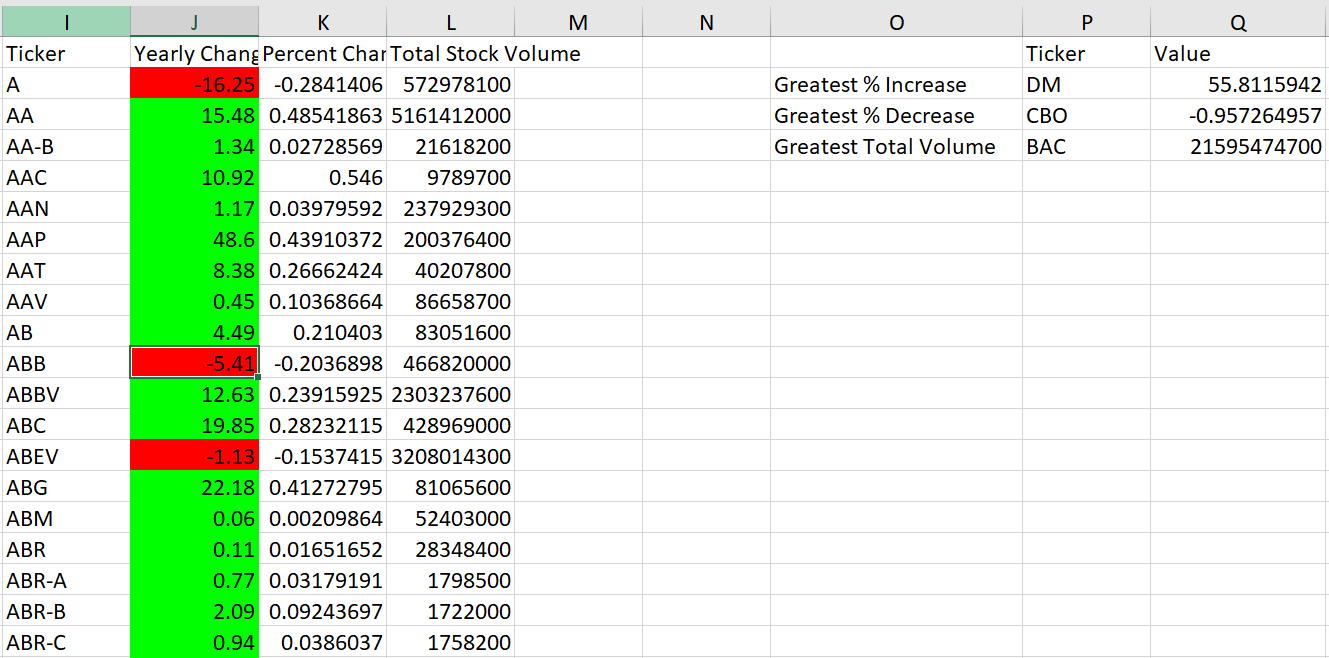 I J K L M N O P Q
Ticker Yearly Chang Percent Char Total Stock Volume Ticker Value
A -16.25 -0.2841406 572978100 Greatest % Increase DM 55.8115942
AA 15.48 0.48541863 5161412000 Greatest % Decrease CBO -0.957264957
AA-B 1.34 0.02728569 21618200 Greatest Total Volume BAC 21595474700
AAC 10.92 0.546 9789700
AAN 1.17 0.03979592 237929300
AAP 48.6 0.43910372 200376400
AAT 8.38 0.26662424 40207800
AAV 0.45 0.10368664 86658700
AB 4.49 0.210403 83051600
ABB -5.41 -0.2036898 466820000
ABBV 12.63 0.23915925 2303237600
ABC 19.85 0.28232115 428969000
ABEV -1.13 -0.1537415 3208014300
ABG 22.18 0.41272795 81065600
ABM 0.06 0.00209864 52403000
ABR 0.11 0.01651652 28348400
ABR-A 0.77 0.03179191 1798500
ABR-B 2.09 0.09243697 1722000
ABR-C 0.94 0.0386037 1758200